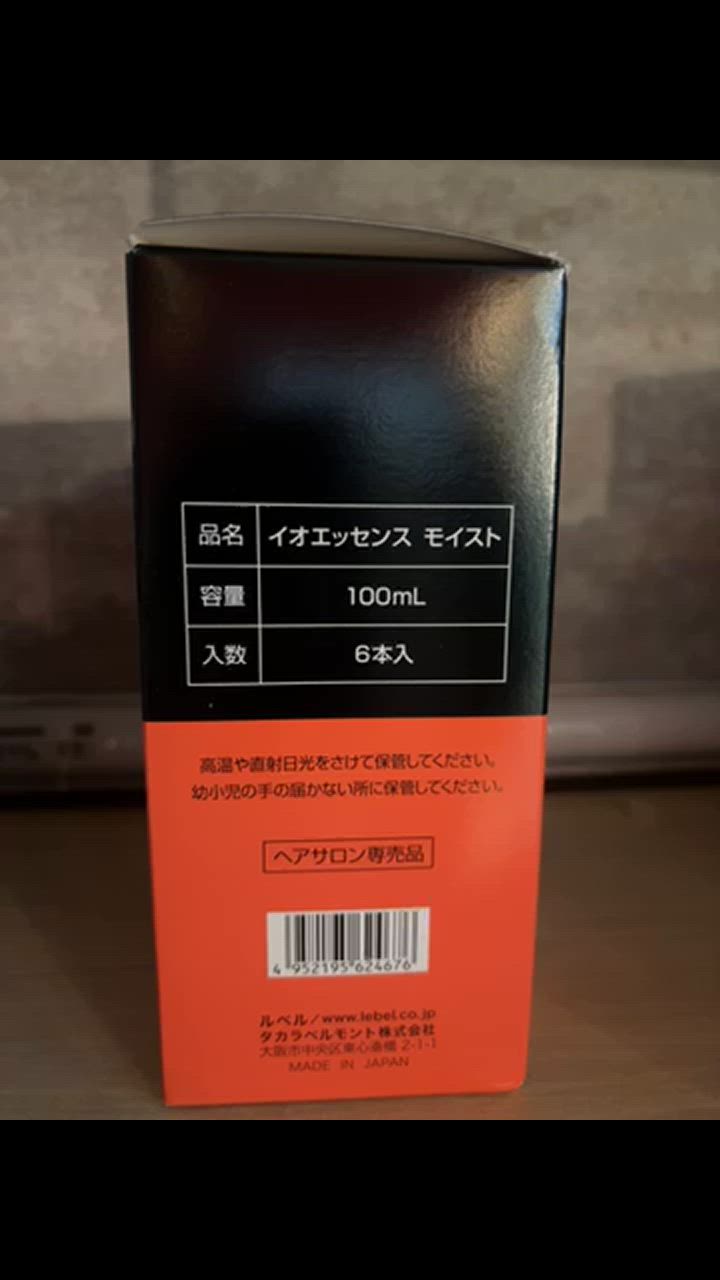 品名 イオエッセンス モイスト
容量 100mL
入数 6本入
高温や直射日光をさけて保管してください。
幼小児の手の届かない所に保管してください。
ヘアサロン専売品
4 952195 624676
ルベル/www.lebel.co.jp
タカラベルモント株式会社
大阪市中央区東心斎橋 2-1-1
MADE IN JAPAN